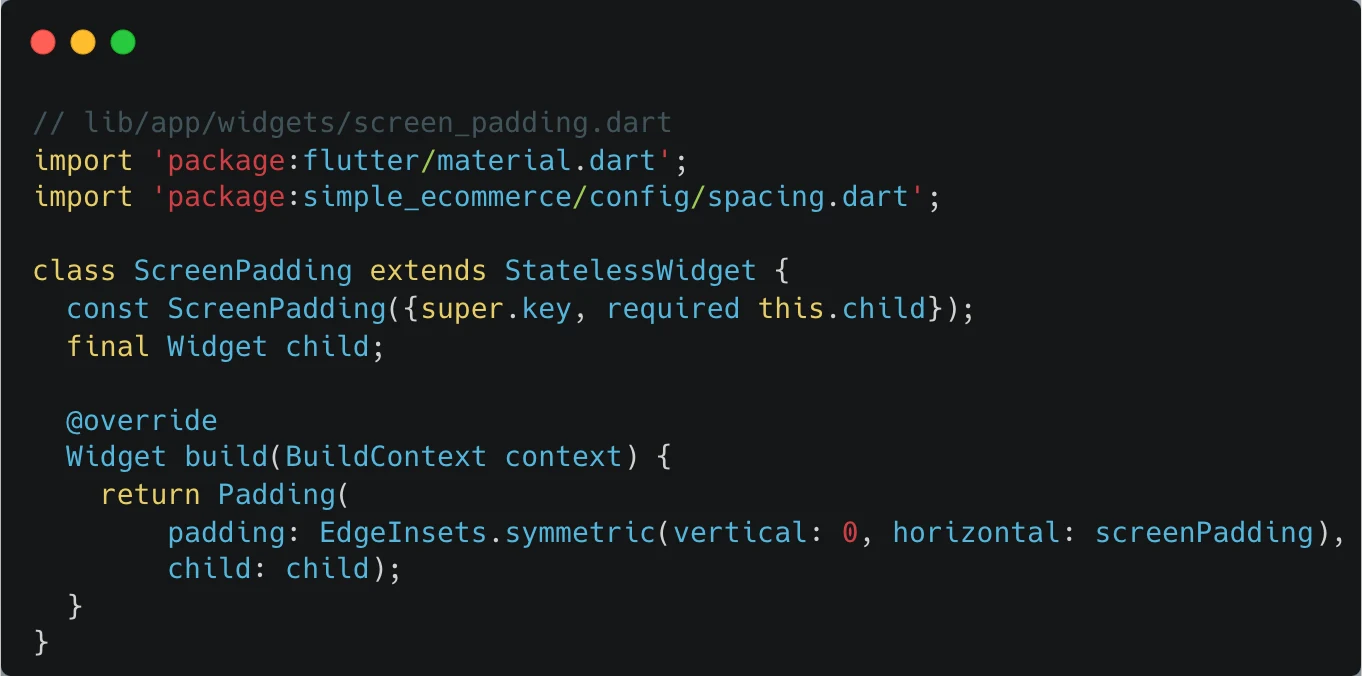 // lib/app/widgets/screen_padding.dart
import 'package:flutter/material.dart';
import 'package:simple_ecommerce/config/spacing.dart';

class ScreenPadding extends StatelessWidget {
  const ScreenPadding({super.key, required this.child});
  final Widget child;

  @override
  Widget build(BuildContext context) {
    return Padding(
        padding: EdgeInsets.symmetric(vertical: 0, horizontal: screenPadding),
        child: child);
  }
}